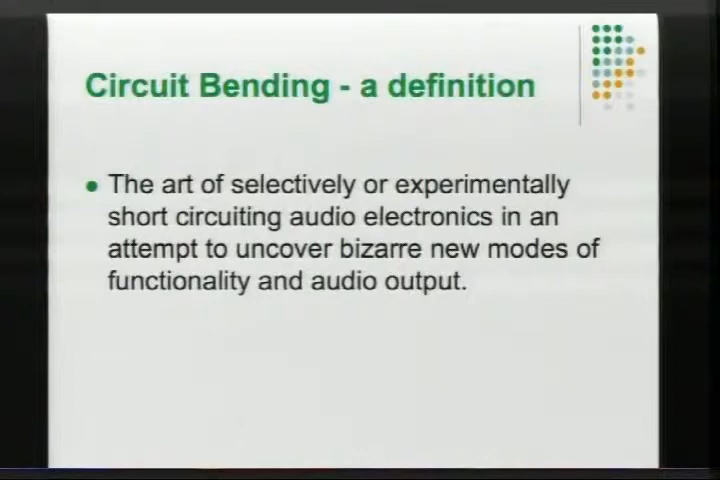 Circuit Bending - a definition
● The art of selectively or experimentally
short circuiting audio electronics in an
attempt to uncover bizarre new modes of
functionality and audio output.